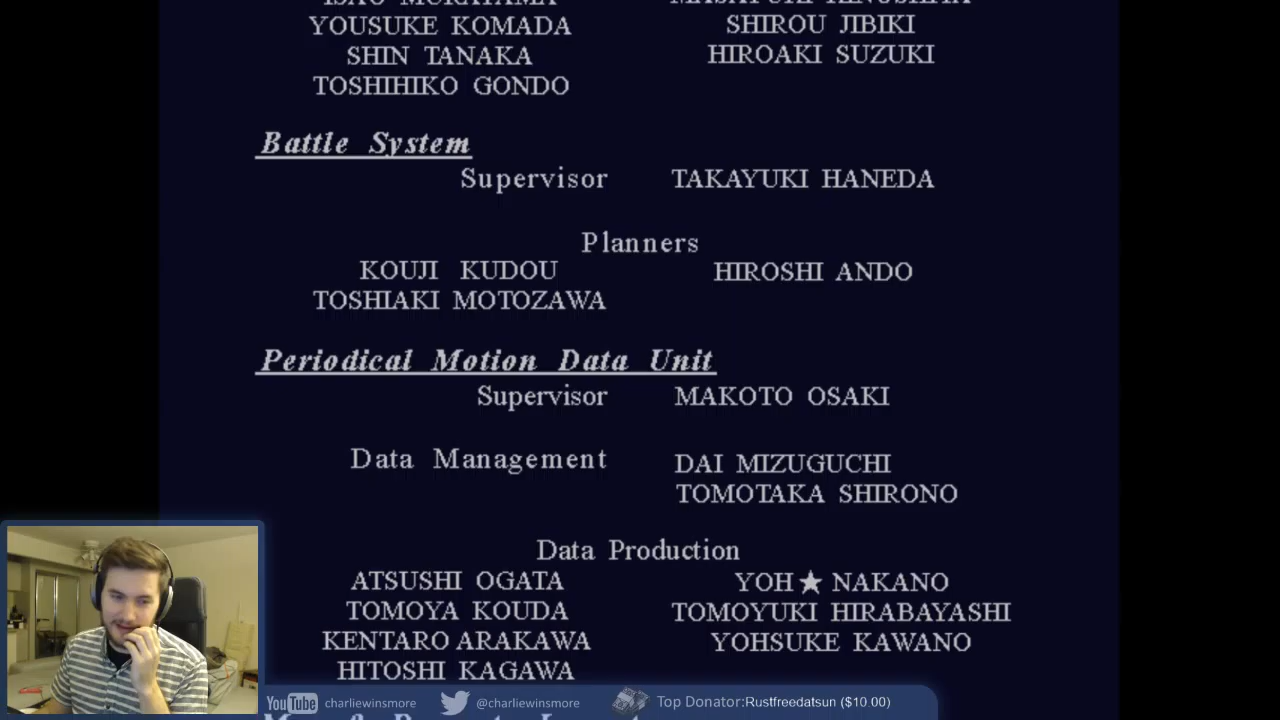 YOUSUKE KOMADA SHIROU JIBIKI
SHIN TANAKA HIROAKI SUZUKI
TOSHIHIKO GONDO
Battle System
Supervisor TAKAYUKI HANEDA
Planners
KOUJI KUDOU HIROSHI ANDO
TOSHIAKI MOTOZAWA
Periodical Motion Data Unit
Supervisor MAKOTO OSAKI
Data Management DAI MIZUGUCHI
TOMOTAKA SHIRONO
Data Production
ATSUSHI OGATA YOH★NAKANO
TOMOYA KOUDA TOMOYUKI HIRABAYASHI
KENTARO ARAKAWA YOHSUKE KAWANO
HITOSHI KAGAWA
YouTube charliewinsmore @charliewinsmore Top Donator:Rustfreedatsun ($10.00)